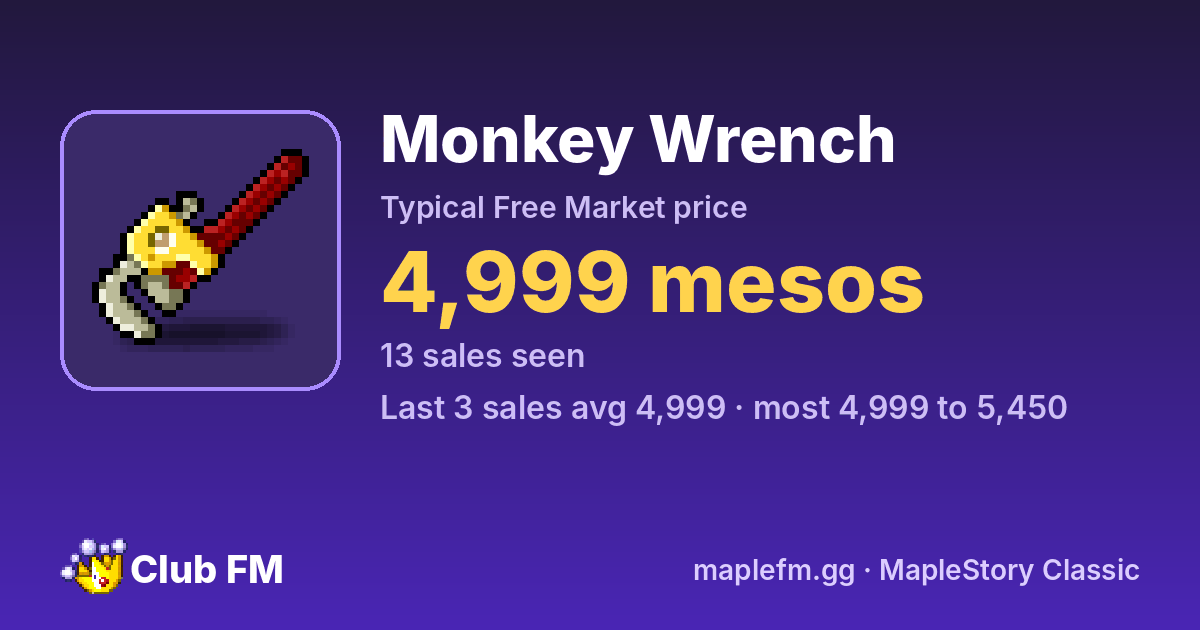 Monkey Wrench
Typical Free Market price
4,999 mesos
13 sales seen
Last 3 sales avg 4,999 · most 4,999 to 5,450
Club FM
maplefm.gg · MapleStory Classic